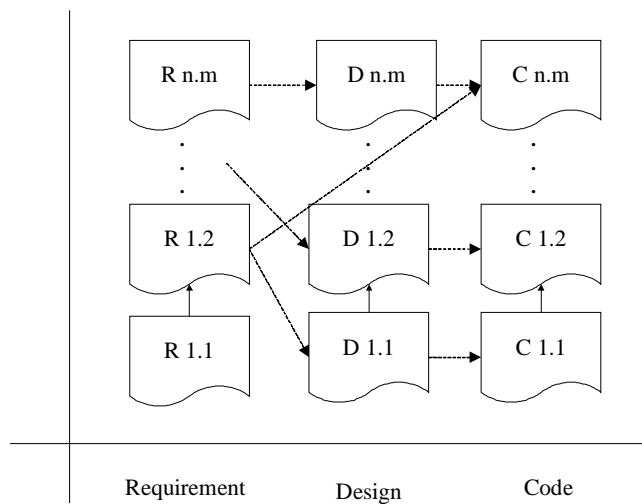 R n.m
D n.m
C n.m
R 1.2
D 1.2
C 1.2
R 1.1
D 1.1
C 1.1
Requirement
Design
Code